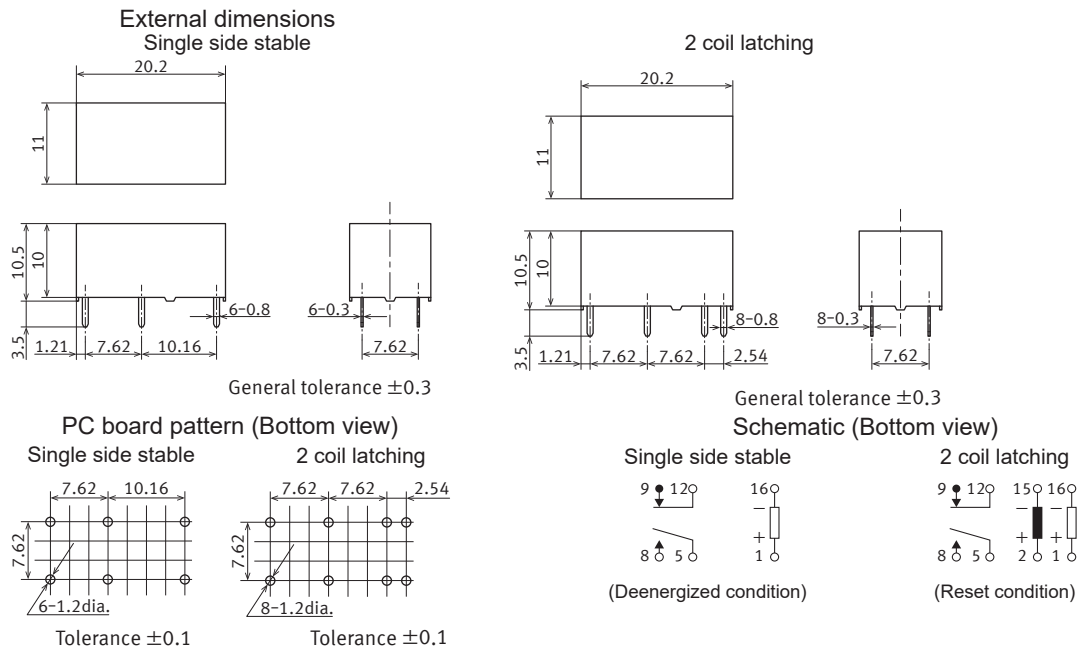 External dimensions
Single side stable
20.2
11
10.5
10
3.5
1.21
7.62
10.16
6-0.8
6-0.3
7.62
General tolerance ±0.3
2 coil latching
20.2
11
10.5
10
3.5
1.21
7.62
7.62
2.54
8-0.8
8-0.3
7.62
General tolerance ±0.3
PC board pattern (Bottom view)
Single side stable
7.62
10.16
7.62
6-1.2dia.
Tolerance ±0.1
2 coil latching
7.62
7.62
2.54
7.62
8-1.2dia.
Tolerance ±0.1
Schematic (Bottom view)
Single side stable
9 12 16
−
+
8 5 1
(Deenergized condition)
2 coil latching
9 12 15 16
− −
+ +
8 5 2 1
(Reset condition)